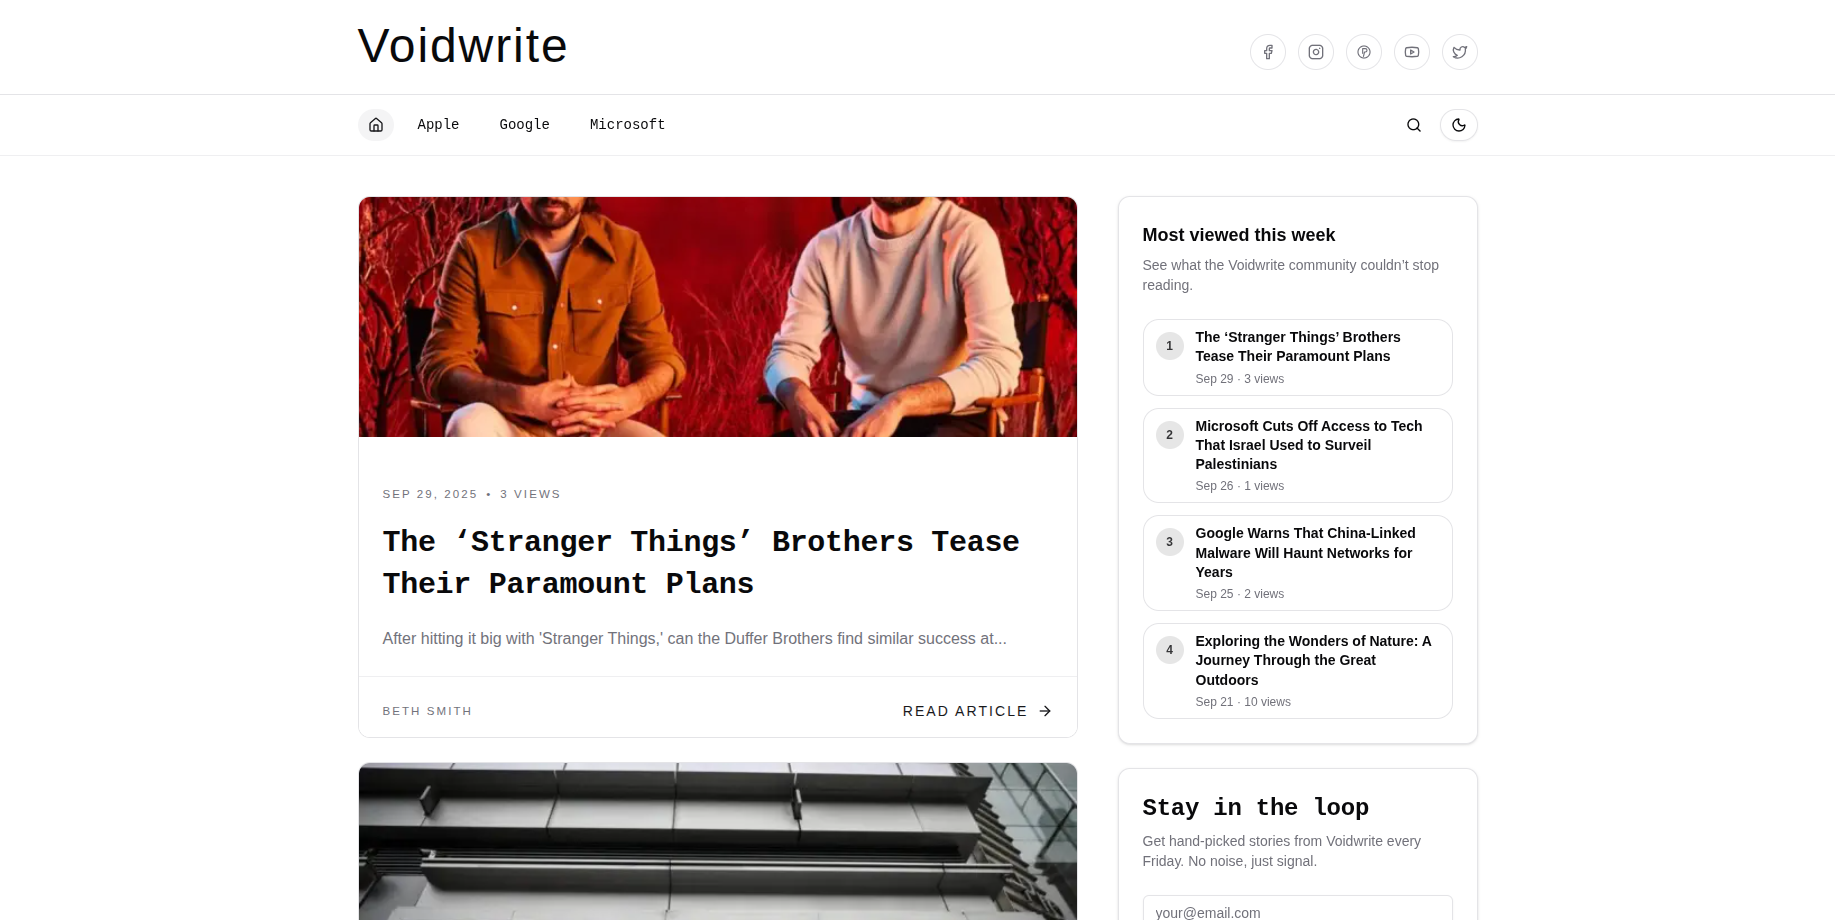 Voidwrite
Apple
Google
Microsoft
SEP 29, 2025 • 3 VIEWS
The ‘Stranger Things’ Brothers Tease
Their Paramount Plans
After hitting it big with 'Stranger Things,' can the Duffer Brothers find similar success at...
BETH SMITH
READ ARTICLE
Most viewed this week
See what the Voidwrite community couldn’t stop
reading.
1
The ‘Stranger Things’ Brothers
Tease Their Paramount Plans
Sep 29 · 3 views
2
Microsoft Cuts Off Access to Tech
That Israel Used to Surveil
Palestinians
Sep 26 · 1 views
3
Google Warns That China-Linked
Malware Will Haunt Networks for
Years
Sep 25 · 2 views
4
Exploring the Wonders of Nature: A
Journey Through the Great
Outdoors
Sep 21 · 10 views
Stay in the loop
Get hand-picked stories from Voidwrite every
Friday. No noise, just signal.
your@email.com